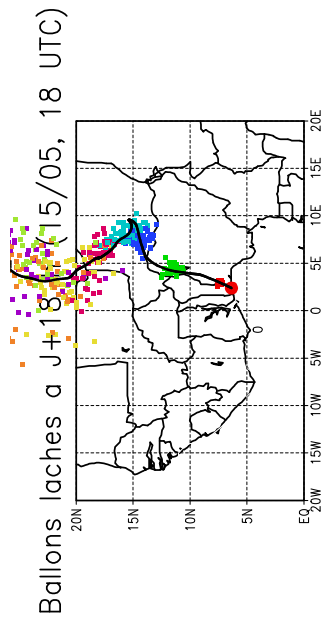 Ballons laches a J+18 (15/05, 18 UTC)
20N
15N
10N
5N
EQ
20W
15W
10W
5W
0
5E
10E
15E
20E
0